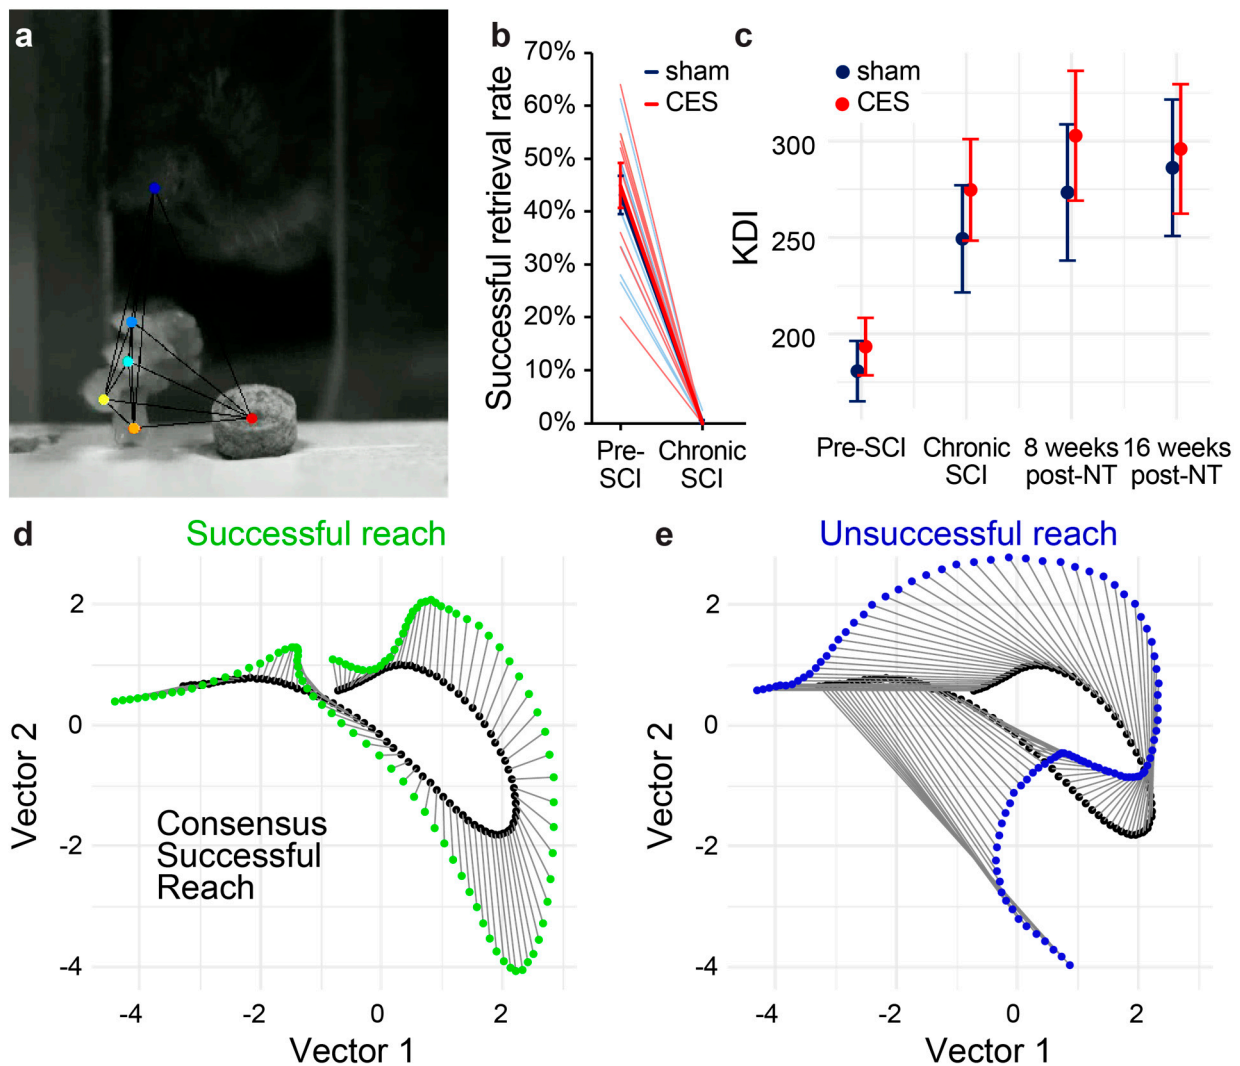 a
b
70%
60%
50%
40%
30%
20%
10%
0%
Successful retrieval rate
sham
CES
Pre-
SCI
Chronic
SCI
c
sham
CES
300
250
200
KDI
Pre-SCI
Chronic
SCI
8 weeks
post-NT
16 weeks
post-NT
d
Successful reach
2
0
-2
-4
Vector 2
Consensus
Successful
Reach
-4
-2
0
2
Vector 1
e
Unsuccessful reach
2
0
-2
-4
Vector 2
-4
-2
0
2
Vector 1